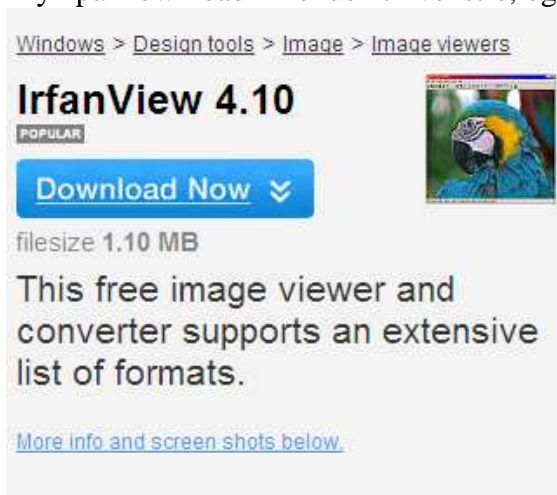 Windows > Design tools > Image > Image viewers
IrfanView 4.10
POPULAR
Download Now
filesize 1.10 MB
This free image viewer and
converter supports an extensive
list of formats.
More info and screen shots below.